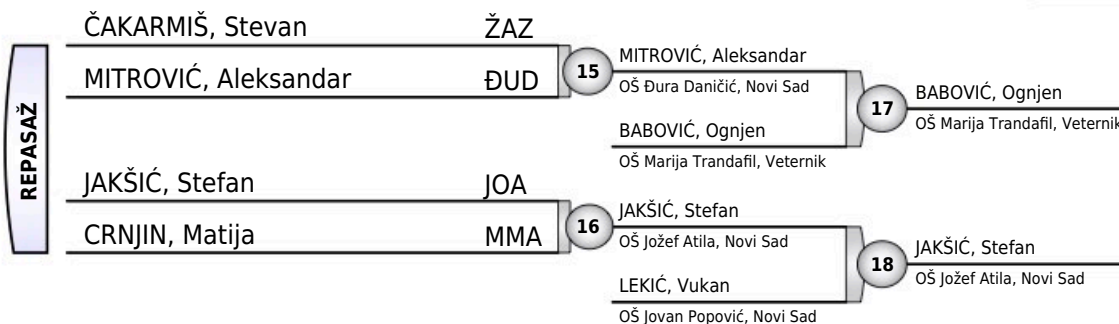 REPASAŽ
ČAKARMIŠ, Stevan ŽAZ
MITROVIĆ, Aleksandar ĐUD
15
MITROVIĆ, Aleksandar
OŠ Đura Daničić, Novi Sad
BABOVIĆ, Ognjen
OŠ Marija Trandafil, Veternik
17
BABOVIĆ, Ognjen
OŠ Marija Trandafil, Veternik
JAKŠIĆ, Stefan JOA
CRNJIN, Matija MMA
16
JAKŠIĆ, Stefan
OŠ Jožef Atila, Novi Sad
LEKIĆ, Vukan
OŠ Jovan Popović, Novi Sad
18
JAKŠIĆ, Stefan
OŠ Jožef Atila, Novi Sad